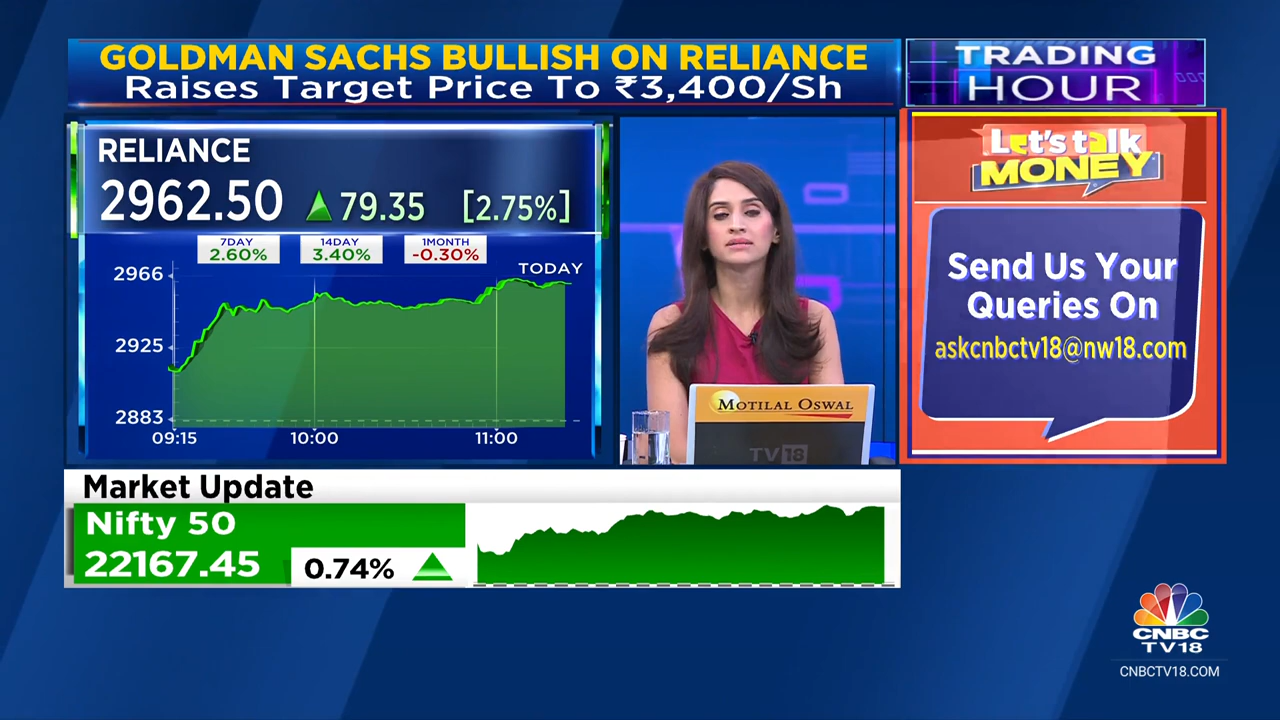 GOLDMAN SACHS BULLISH ON RELIANCE
Raises Target Price To ₹3,400/Sh
TRADING
HOUR
RELIANCE
2962.50 ▲ 79.35 [2.75%]
7DAY 14DAY 1MONTH
2.60% 3.40% -0.30%
TODAY
2966
2925
2883
09:15 10:00 11:00
MOTILAL OSWAL
TV18
Let's talk
MONEY
Send Us Your
Queries On
askcnbctv18@nw18.com
Market Update
Nifty 50
22167.45 0.74%
CNBC
TV18
CNBCTV18.COM